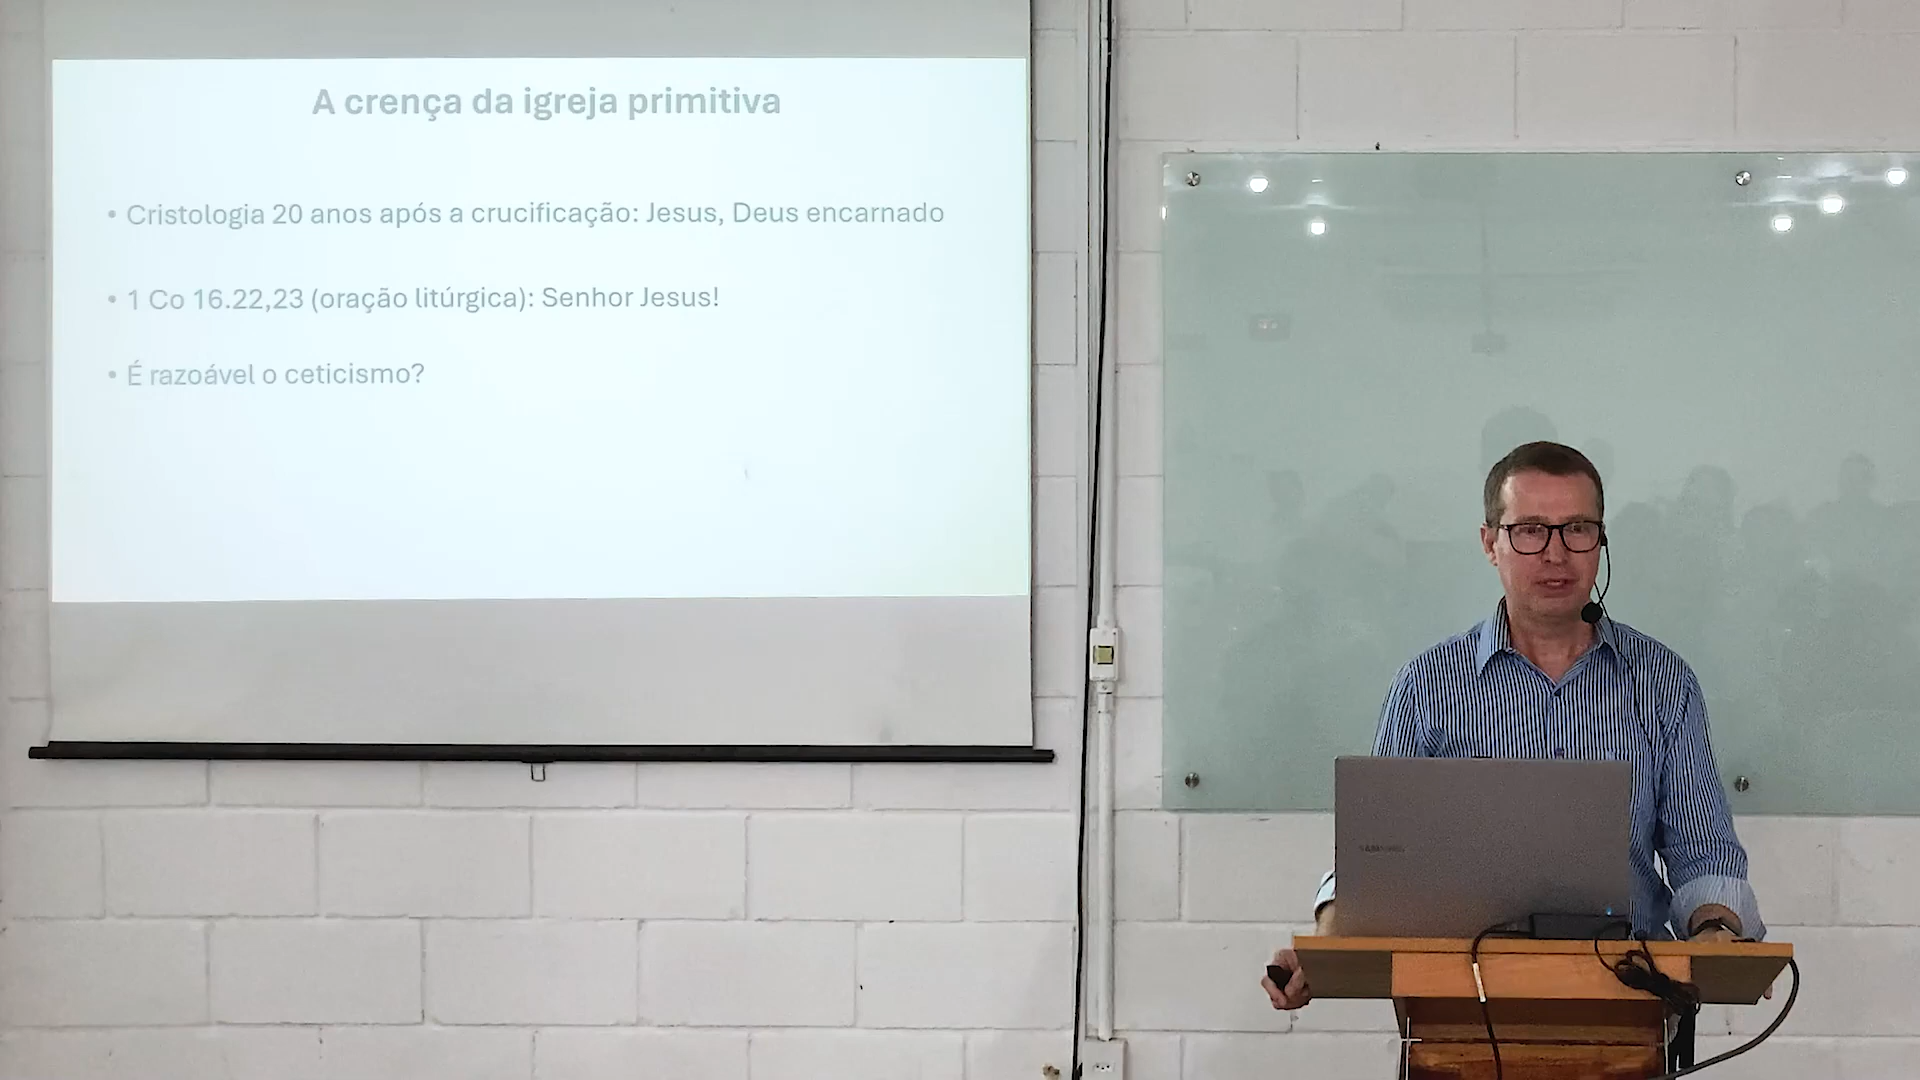 A crença da igreja primitiva
• Cristologia 20 anos após a crucificação: Jesus, Deus encarnado
• 1 Co 16.22,23 (oração litúrgica): Senhor Jesus!
• É razoável o ceticismo?
SAMSUNG